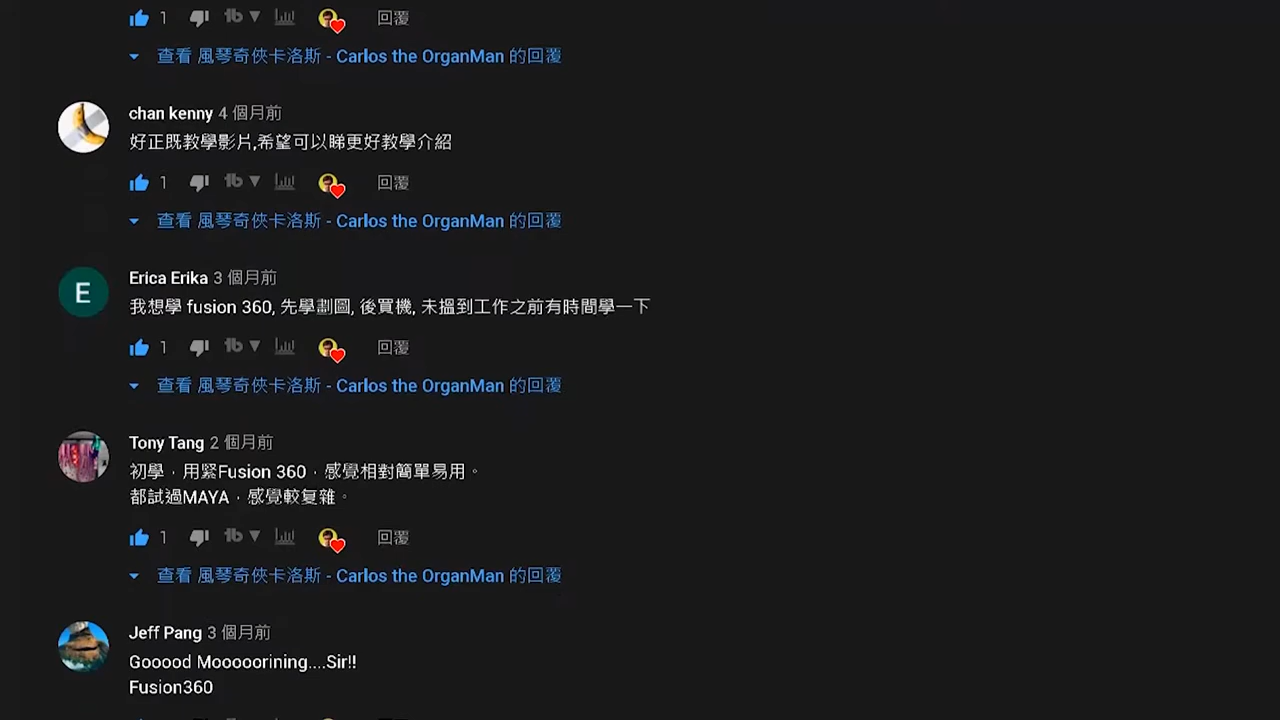 1 回覆
查看 風琴奇俠卡洛斯 - Carlos the OrganMan 的回覆
chan kenny 4 個月前
好正既教學影片,希望可以睇更好教學介紹
1 回覆
查看 風琴奇俠卡洛斯 - Carlos the OrganMan 的回覆
E
Erica Erika 3 個月前
我想學 fusion 360, 先學劃圖, 後買機, 未搵到工作之前有時間學一下
1 回覆
查看 風琴奇俠卡洛斯 - Carlos the OrganMan 的回覆
Tony Tang 2 個月前
初學，用緊Fusion 360，感覺相對簡單易用。
都試過MAYA，感覺較复雜。
1 回覆
查看 風琴奇俠卡洛斯 - Carlos the OrganMan 的回覆
Jeff Pang 3 個月前
Gooood Mooooorining....Sir!!
Fusion360